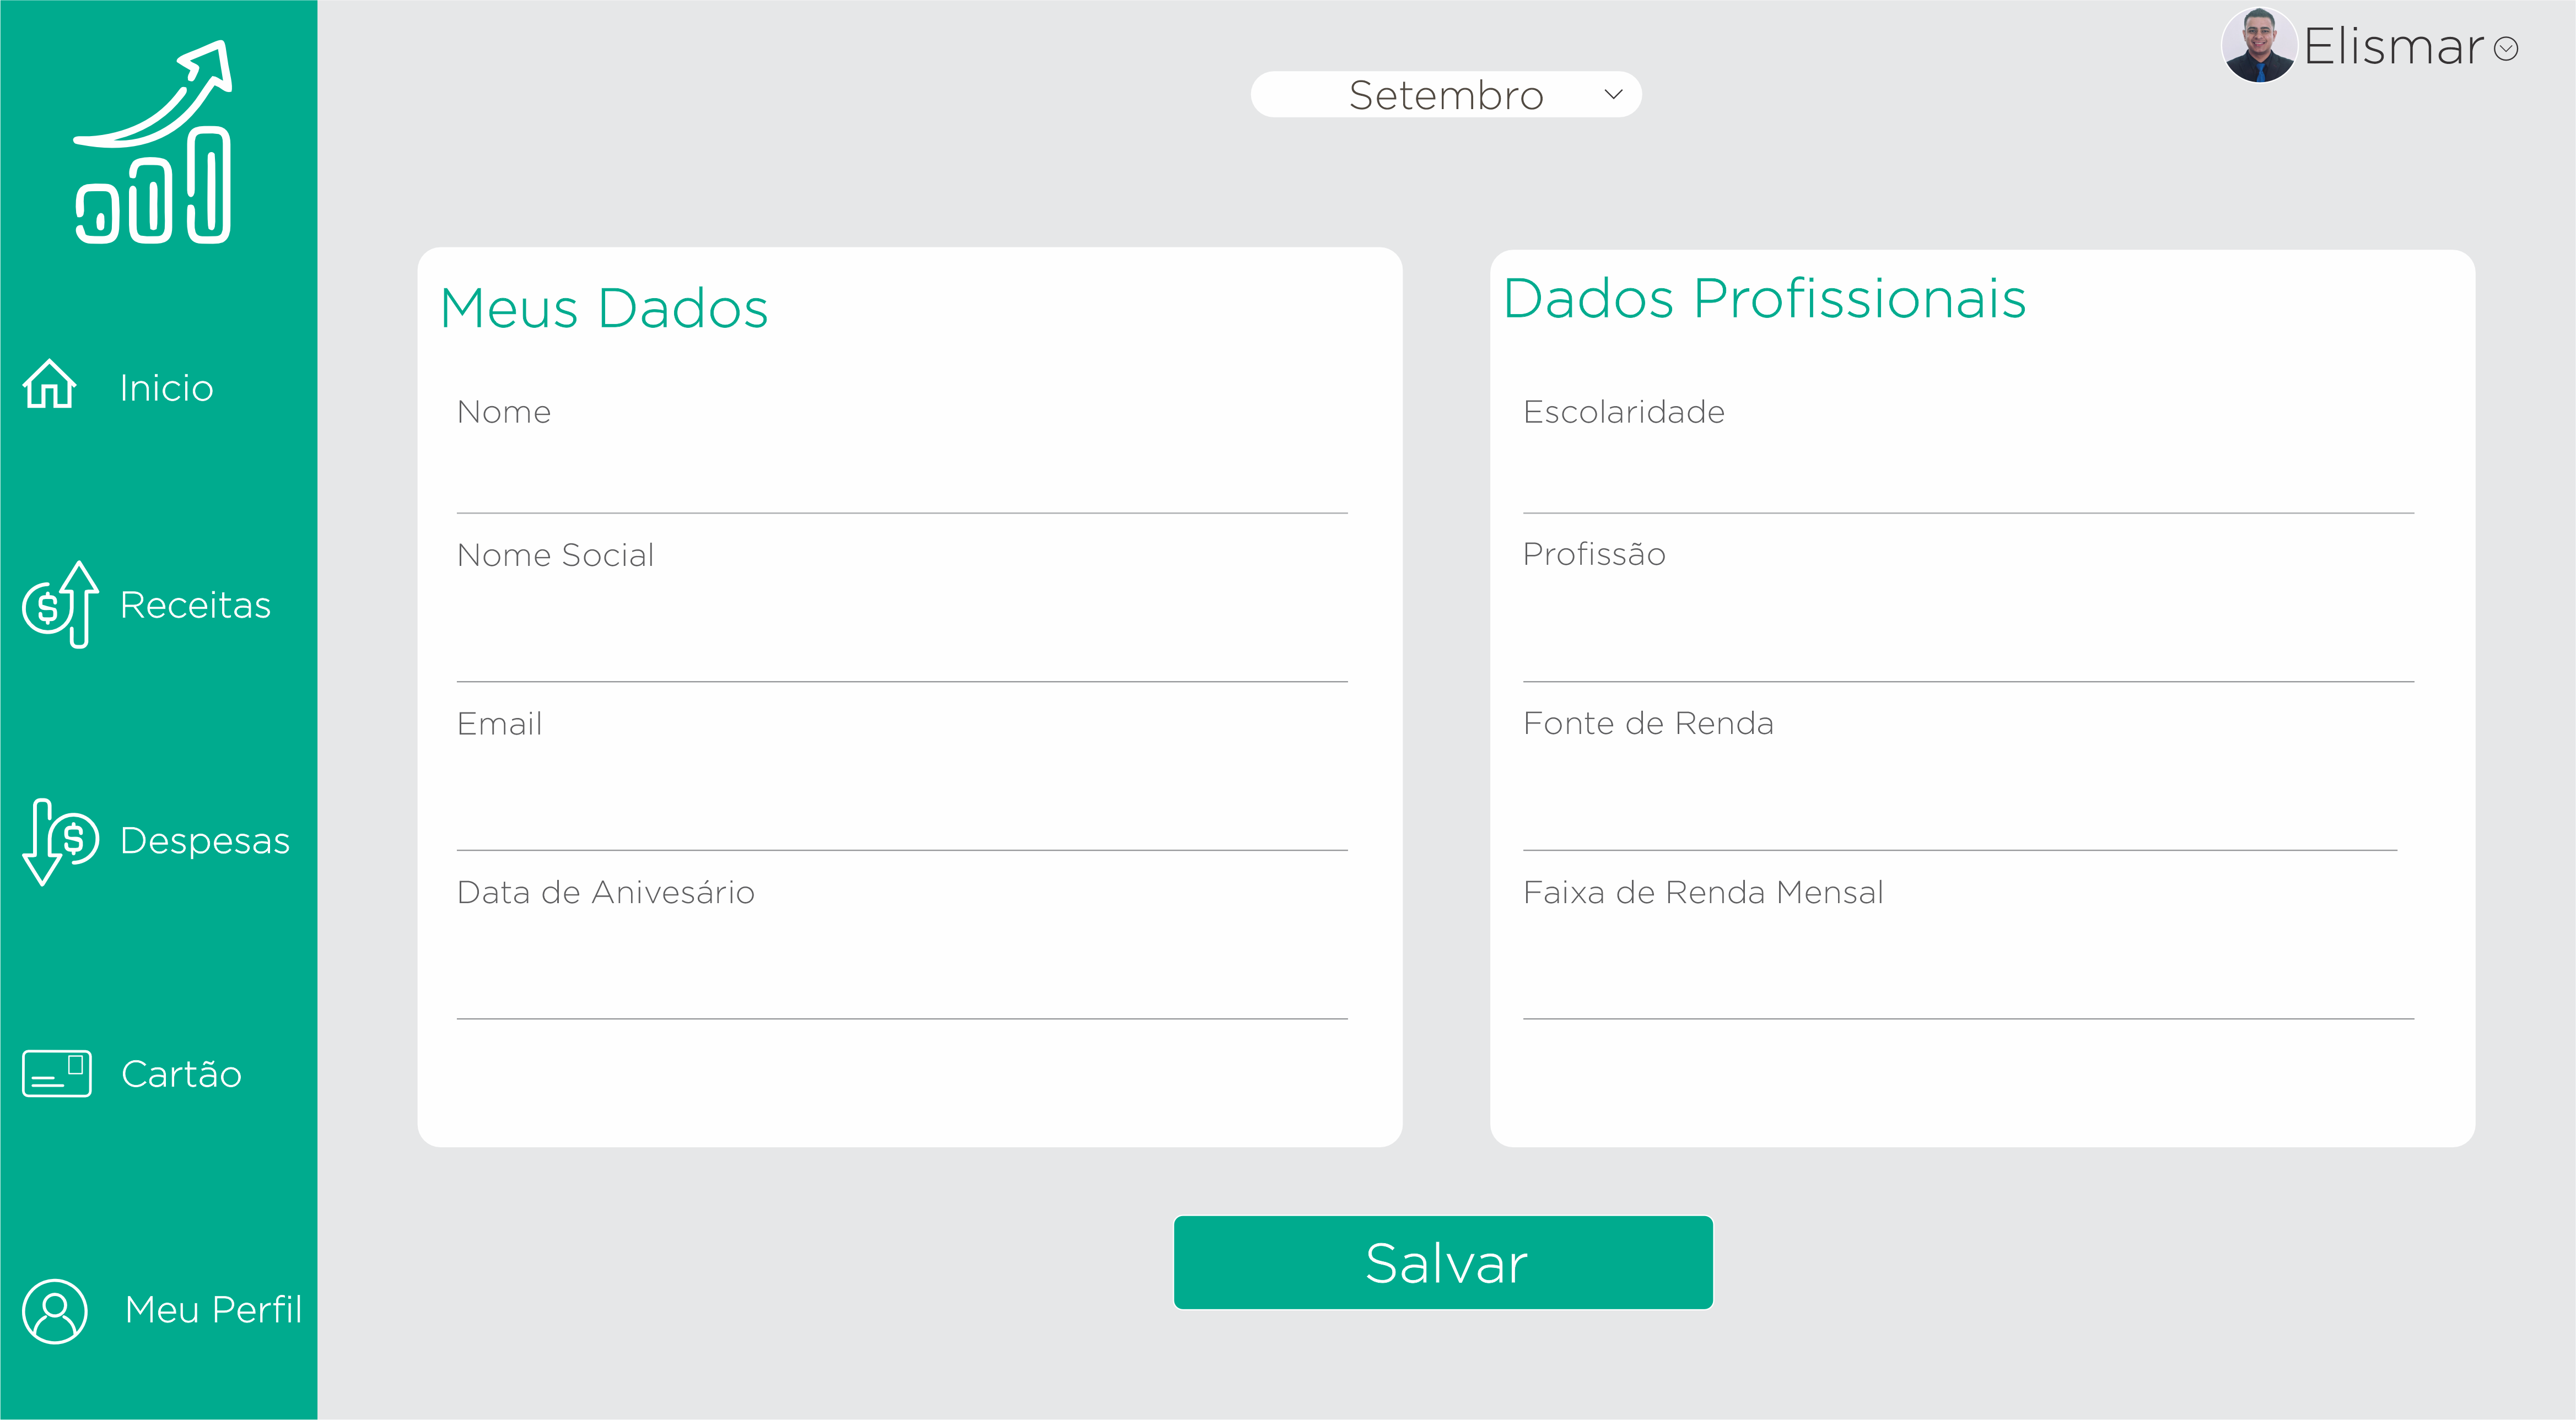 Elismar
Setembro
Inicio
Receitas
Despesas
Cartão
Meu Perfil
Meus Dados
Nome
Nome Social
Email
Data de Anivesário
Dados Profissionais
Escolaridade
Profissão
Fonte de Renda
Faixa de Renda Mensal
Salvar